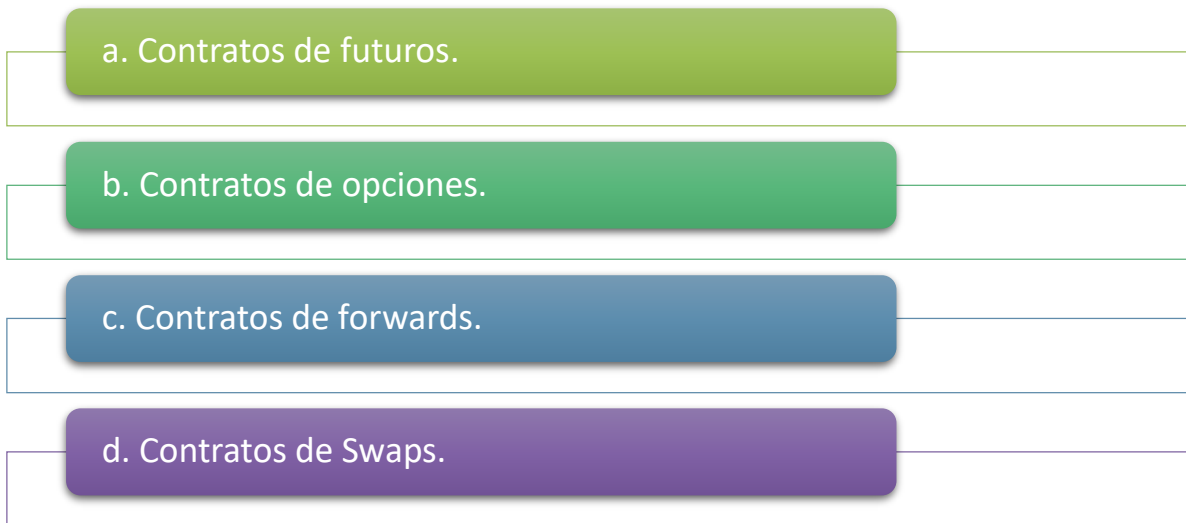 a. Contratos de futuros.
b. Contratos de opciones.
c. Contratos de forwards.
d. Contratos de Swaps.